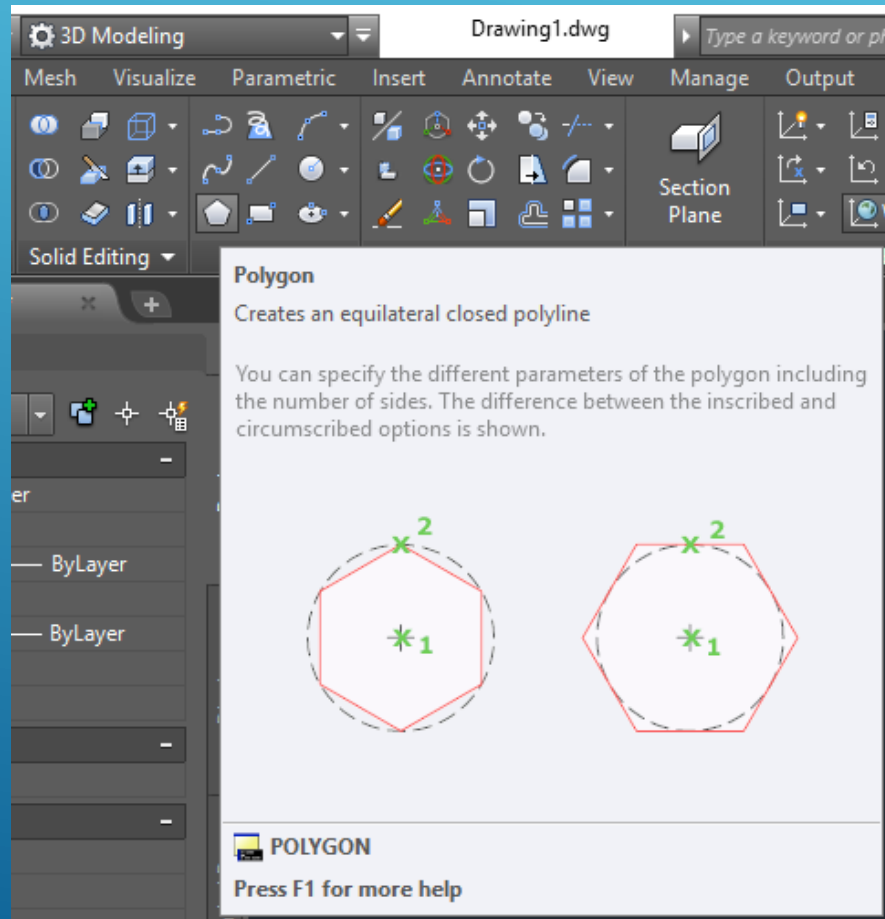 3D Modeling
Drawing1.dwg
Type a keyword or ph
Mesh Visualize Parametric Insert Annotate View Manage Output
Section
Plane
Solid Editing
Polygon
Creates an equilateral closed polyline
You can specify the different parameters of the polygon including
the number of sides. The difference between the inscribed and
circumscribed options is shown.
er
ByLayer
ByLayer
2
1
2
1
POLYGON
Press F1 for more help